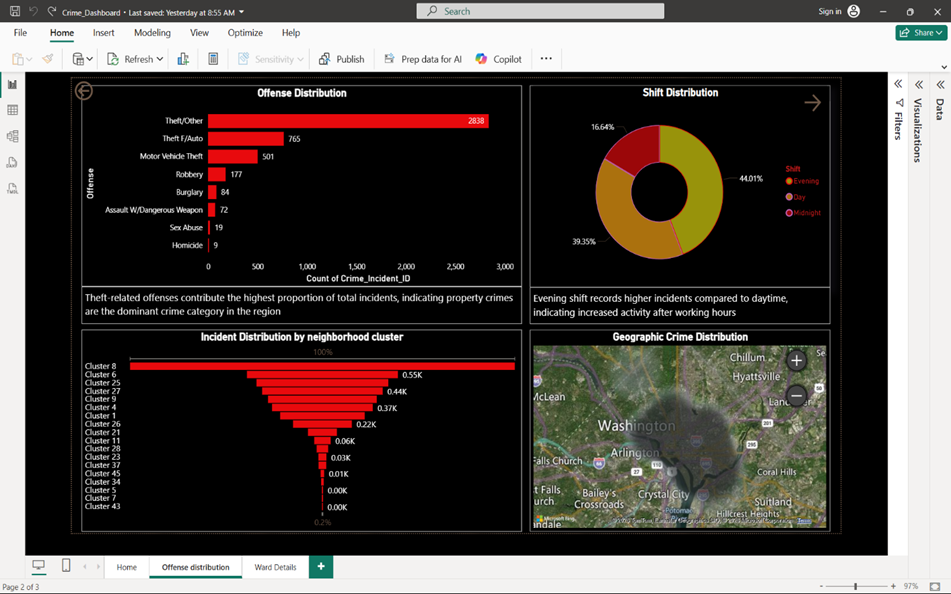 Crime_Dashboard • Last saved: Yesterday at 8:55 AM
Search
Sign in
File Home Insert Modeling View Optimize Help
Share
Refresh
Sensitivity
Publish
Prep data for AI
Copilot
Offense Distribution
Offense
Theft/Other 2838
Theft F/Auto 765
Motor Vehicle Theft 501
Robbery 177
Burglary 84
Assault W/Dangerous Weapon 72
Sex Abuse 19
Homicide 9
0 500 1,000 1,500 2,000 2,500 3,000
Count of Crime_Incident_ID
Theft-related offenses contribute the highest proportion of total incidents, indicating property crimes
are the dominant crime category in the region
Shift Distribution
16.64%
44.01%
39.35%
Shift
Evening
Day
Midnight
Evening shift records higher incidents compared to daytime,
indicating increased activity after working hours
Incident Distribution by neighborhood cluster
100%
Cluster 8
Cluster 6 0.55K
Cluster 25
Cluster 27 0.44K
Cluster 9
Cluster 4 0.37K
Cluster 1
Cluster 26 0.22K
Cluster 21
Cluster 11 0.06K
Cluster 28
Cluster 23 0.03K
Cluster 37
Cluster 45 0.01K
Cluster 34
Cluster 5 0.00K
Cluster 7
Cluster 43 0.00K
0.2%
Geographic Crime Distribution
Chillum
Hyattsville
McLean
Washington
Arlington
Falls Church
Coral Hills
Bailey's
Crossroads
Crystal City
Suitland
Hillcrest Heights
Filters
Visualizations
Data
Home
Offense distribution
Ward Details
Page 2 of 3
97%